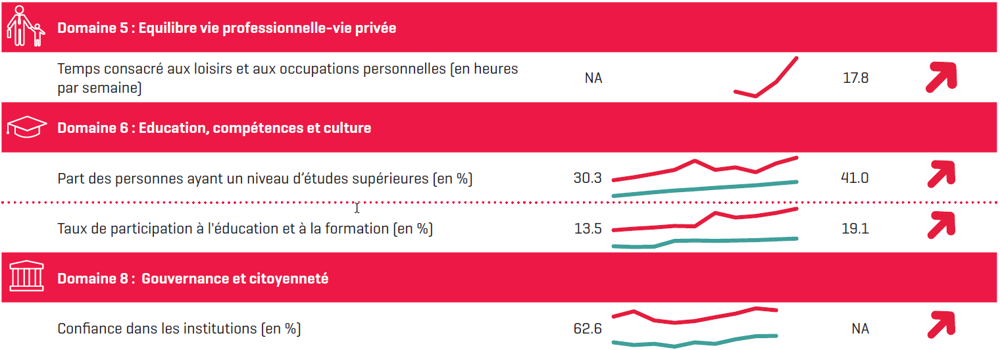 Domaine 5 : Equilibre vie professionnelle-vie privée
Temps consacré aux loisirs et aux occupations personnelles (en heures
par semaine)
NA
17.8
Domaine 6 : Education, compétences et culture
Part des personnes ayant un niveau d'études supérieures (en %)
30.3
41.0
Taux de participation à l'éducation et à la formation (en %)
13.5
19.1
Domaine 8 :  Gouvernance et citoyenneté
Confiance dans les institutions (en %)
62.6
NA